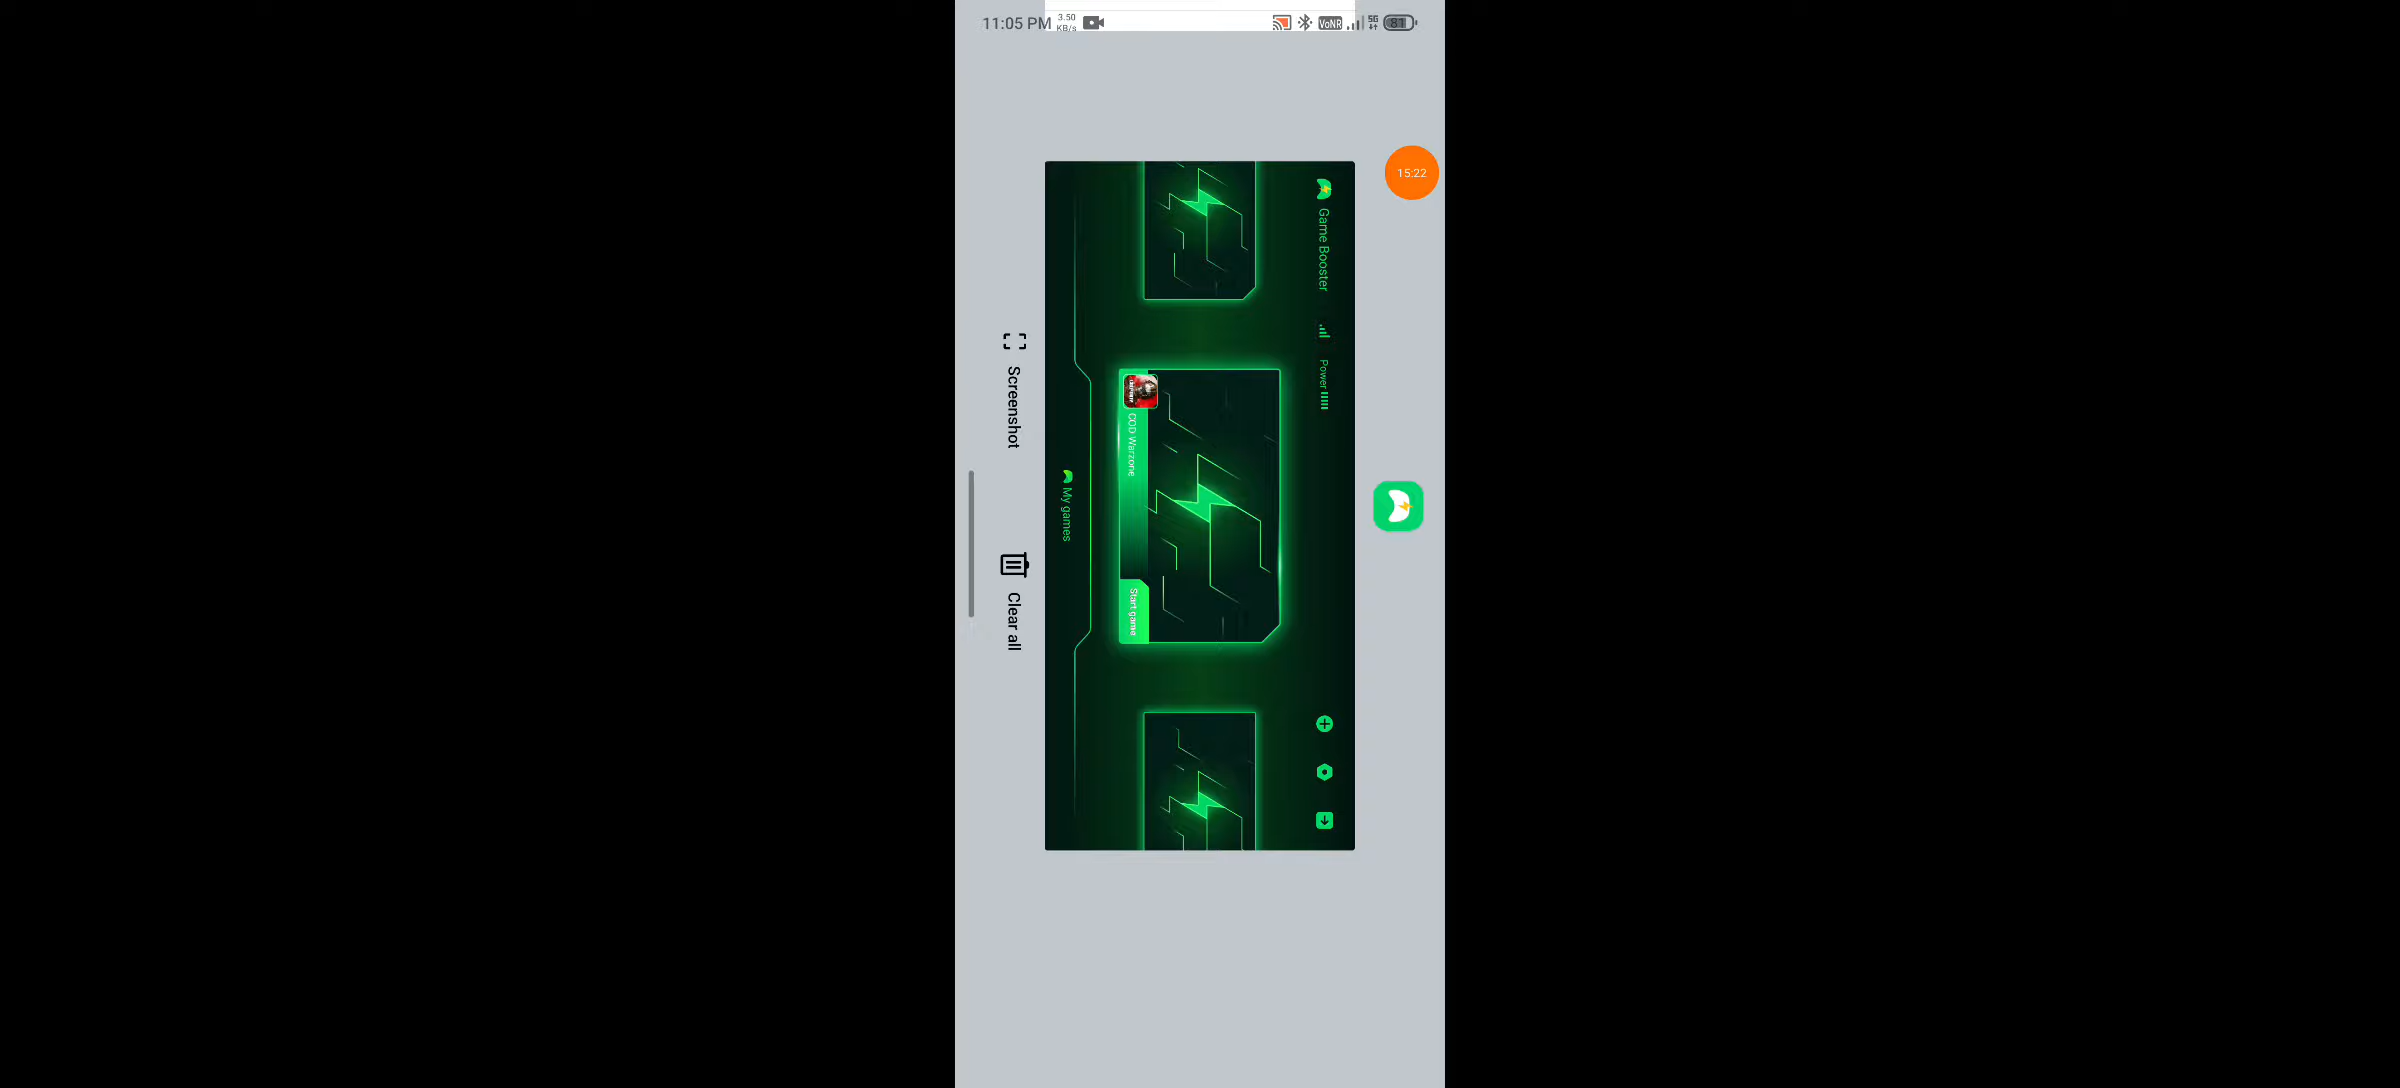 11:05 PM 3.50 KB/s VoNR 5G 81
15:22
Game Booster Power
COD Warzone Start game
My games
Screenshot Clear all